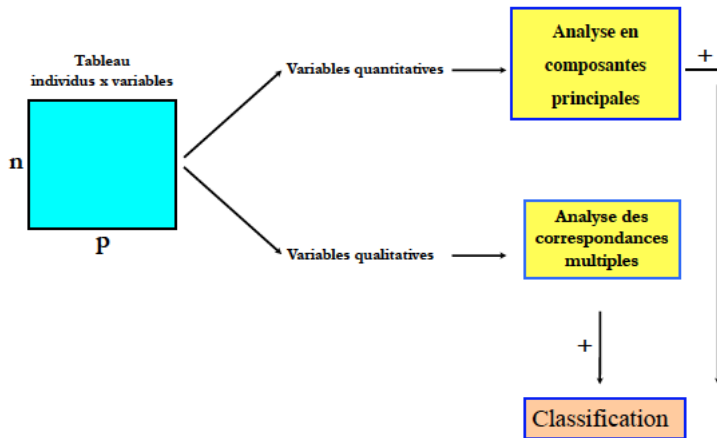 Tableau
individus x variables
n
p
Variables quantitatives
Analyse en
composantes
principales
+
Variables qualitatives
Analyse des
correspondances
multiples
+
Classification